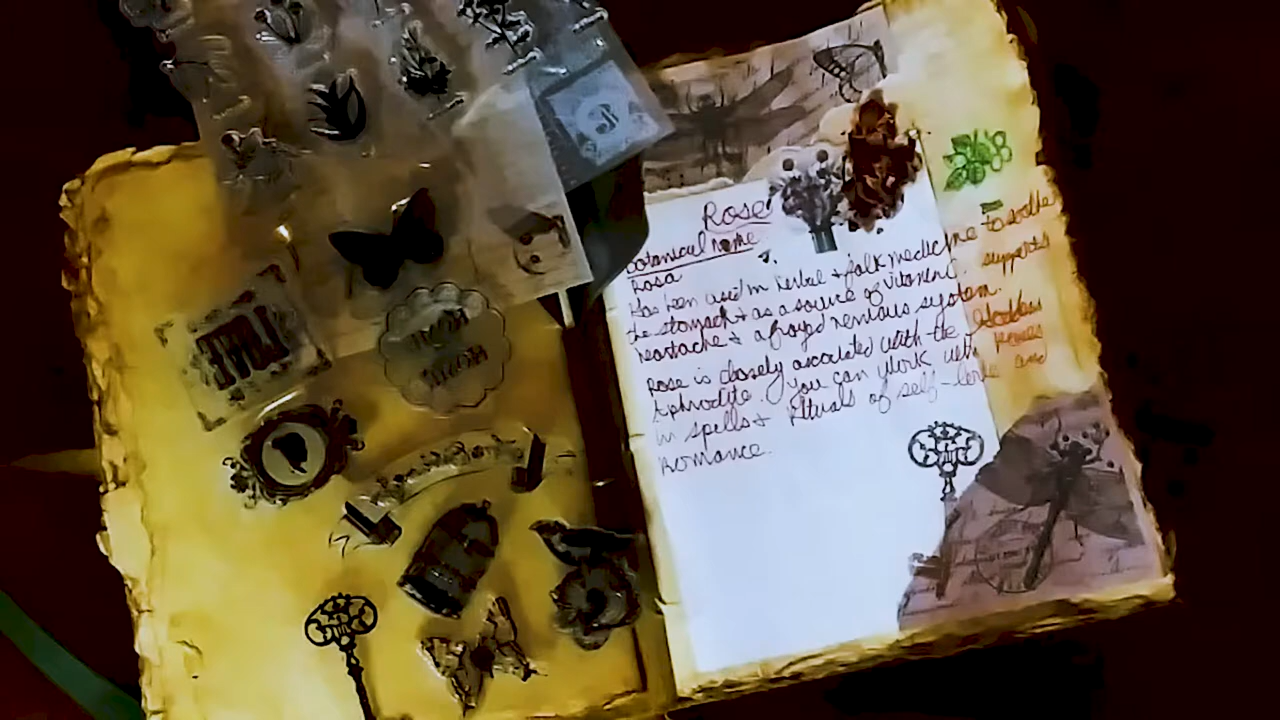 Rose
botanical name
Rosa
Has been used in herbal + folk medicine to soothe
the stomach + as a source of vitamin C. supports
heartache + a frayed nervous system.
Rose is closely associated with the Goddess
Aphrodite. You can work with roses
in spells + rituals of self-love and
Romance.